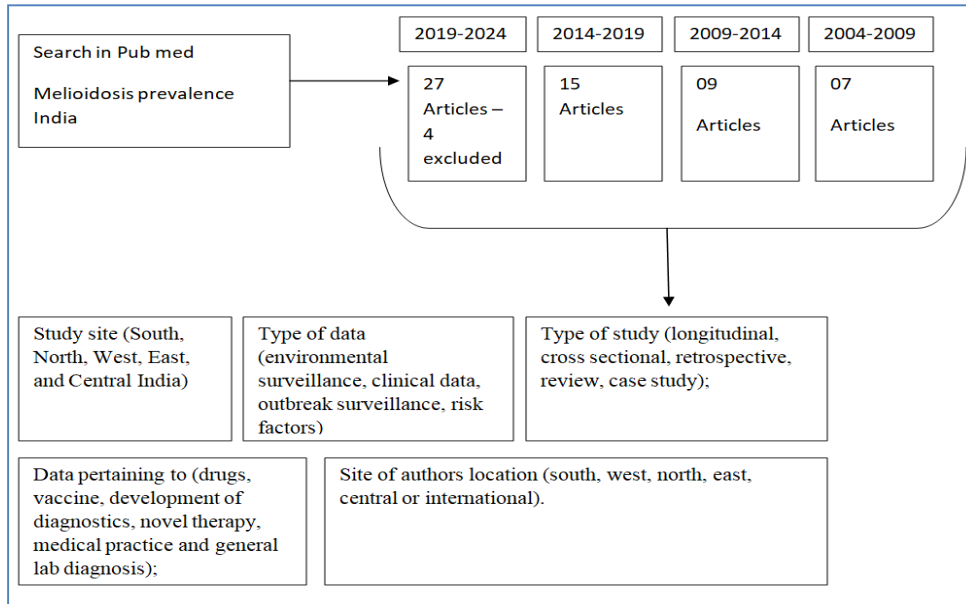 Search in Pub med
Melioidosis prevalence
India
2019-2024
2014-2019
2009-2014
2004-2009
27
Articles –
4
excluded
15
Articles
09
Articles
07
Articles
Study site (South,
North, West, East,
and Central India)
Type of data
(environmental
surveillance, clinical data,
outbreak surveillance, risk
factors)
Type of study (longitudinal,
cross sectional, retrospective,
review, case study);
Data pertaining to (drugs,
vaccine, development of
diagnostics, novel therapy,
medical practice and general
lab diagnosis);
Site of authors location (south, west, north, east,
central or international).